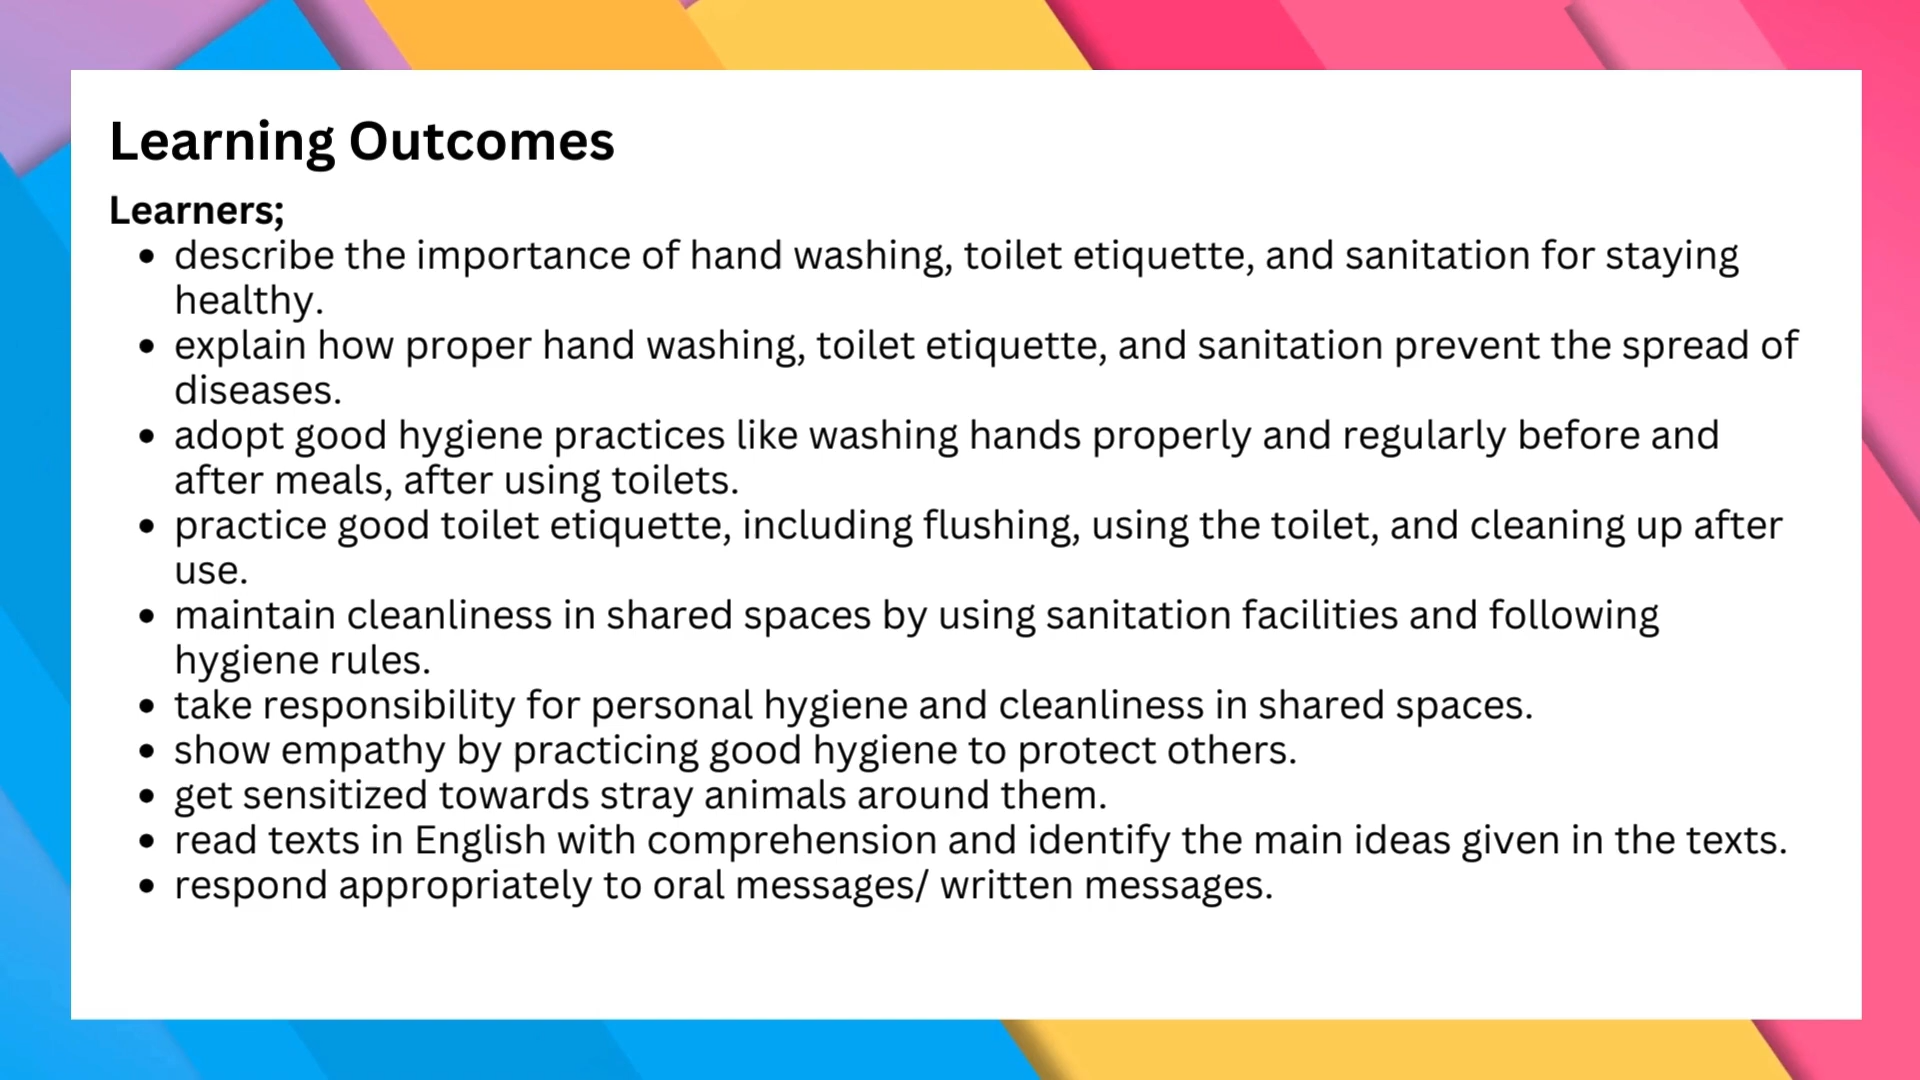 Learning Outcomes
Learners;
• describe the importance of hand washing, toilet etiquette, and sanitation for staying
healthy.
• explain how proper hand washing, toilet etiquette, and sanitation prevent the spread of
diseases.
• adopt good hygiene practices like washing hands properly and regularly before and
after meals, after using toilets.
• practice good toilet etiquette, including flushing, using the toilet, and cleaning up after
use.
• maintain cleanliness in shared spaces by using sanitation facilities and following
hygiene rules.
• take responsibility for personal hygiene and cleanliness in shared spaces.
• show empathy by practicing good hygiene to protect others.
• get sensitized towards stray animals around them.
• read texts in English with comprehension and identify the main ideas given in the texts.
• respond appropriately to oral messages/ written messages.